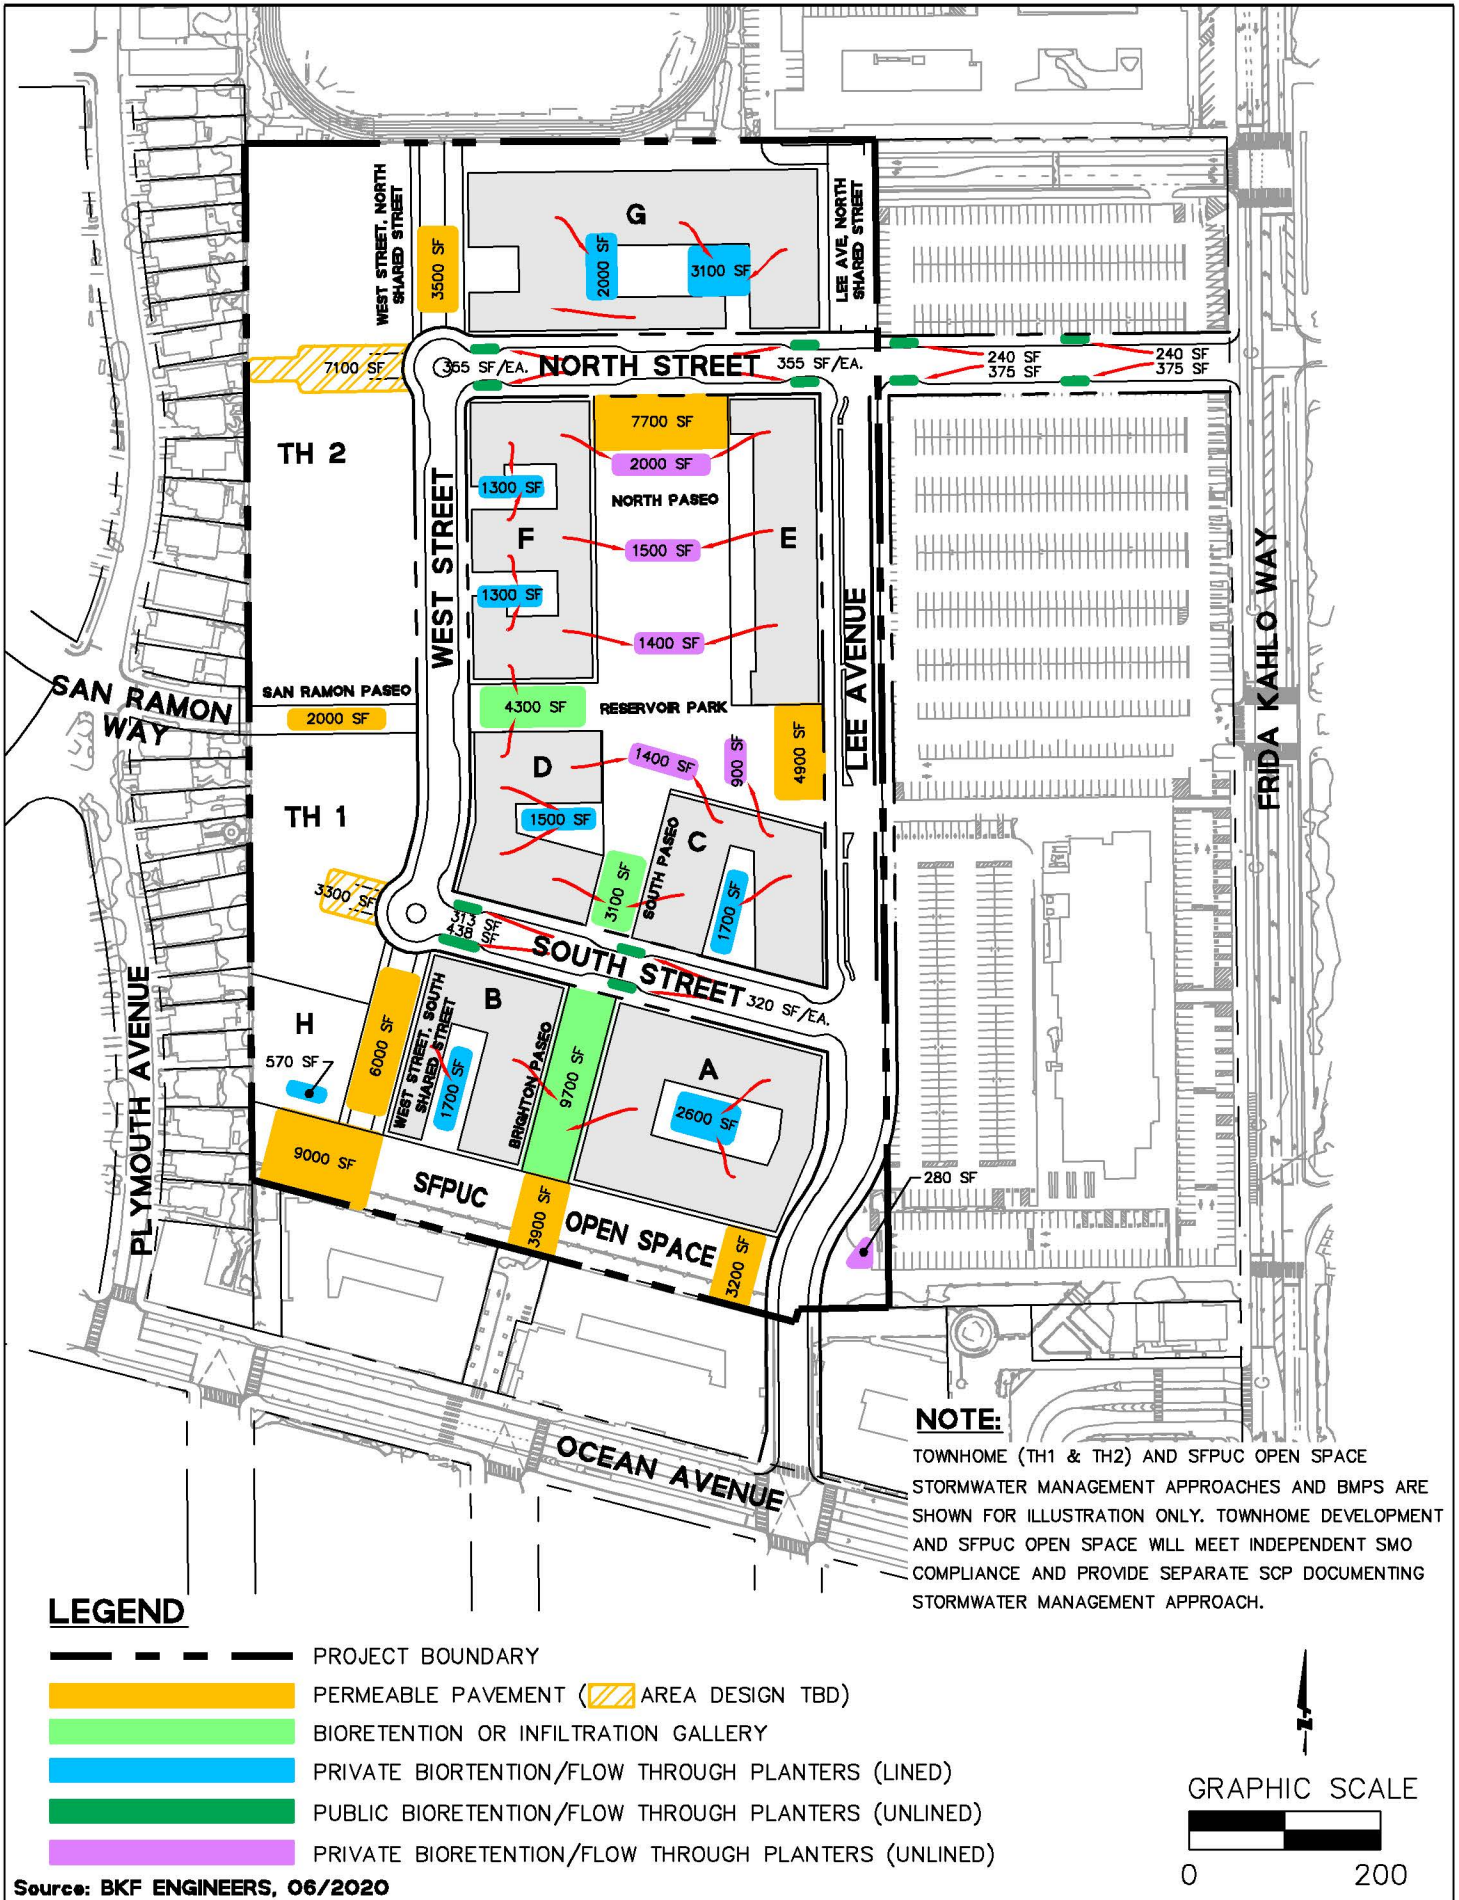 G
WEST STREET, NORTH
SHARED STREET
LEE AVE, NORTH
SHARED STREET
3500 SF
2000 SF
3100 SF
7100 SF
355 SF/EA.
NORTH STREET
355 SF/EA.
240 SF
375 SF
240 SF
375 SF
TH 2
7700 SF
2000 SF
NORTH PASEO
1300 SF
F
1500 SF
E
1300 SF
1400 SF
WEST STREET
LEE AVENUE
FRIDA KAHLO WAY
SAN RAMON
WAY
SAN RAMON PASEO
2000 SF
4300 SF
RESERVOIR PARK
D
1400 SF
900 SF
4900 SF
TH 1
1500 SF
C
SOUTH PASEO
3100 SF
1700 SF
3300 SF
313 SF
438 SF
SOUTH STREET
320 SF/EA.
PLYMOUTH AVENUE
H
570 SF
6000 SF
WEST STREET, SOUTH
SHARED STREET
B
1700 SF
BRIGHTON PASEO
9700 SF
A
2600 SF
9000 SF
SFPUC
3900 SF
OPEN SPACE
3200 SF
280 SF
OCEAN AVENUE
NOTE:
TOWNHOME (TH1 & TH2) AND SFPUC OPEN SPACE
STORMWATER MANAGEMENT APPROACHES AND BMPS ARE
SHOWN FOR ILLUSTRATION ONLY. TOWNHOME DEVELOPMENT
AND SFPUC OPEN SPACE WILL MEET INDEPENDENT SMO
COMPLIANCE AND PROVIDE SEPARATE SCP DOCUMENTING
STORMWATER MANAGEMENT APPROACH.
LEGEND
PROJECT BOUNDARY
PERMEABLE PAVEMENT ( AREA DESIGN TBD)
BIORETENTION OR INFILTRATION GALLERY
PRIVATE BIORTENTION/FLOW THROUGH PLANTERS (LINED)
PUBLIC BIORETENTION/FLOW THROUGH PLANTERS (UNLINED)
PRIVATE BIORETENTION/FLOW THROUGH PLANTERS (UNLINED)
Source: BKF ENGINEERS, 06/2020
GRAPHIC SCALE
0 200